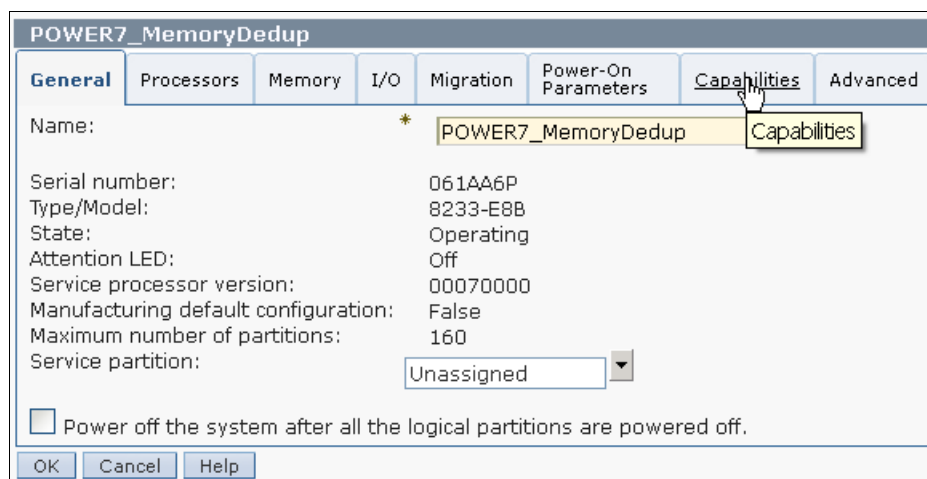 POWER7_MemoryDedup
General Processors Memory I/O Migration Power-On Parameters Capabilities Advanced
Name: * POWER7_MemoryDedup
Capabilities
Serial number: 061AA6P
Type/Model: 8233-E8B
State: Operating
Attention LED: Off
Service processor version: 00070000
Manufacturing default configuration: False
Maximum number of partitions: 160
Service partition: Unassigned
Power off the system after all the logical partitions are powered off.
OK Cancel Help